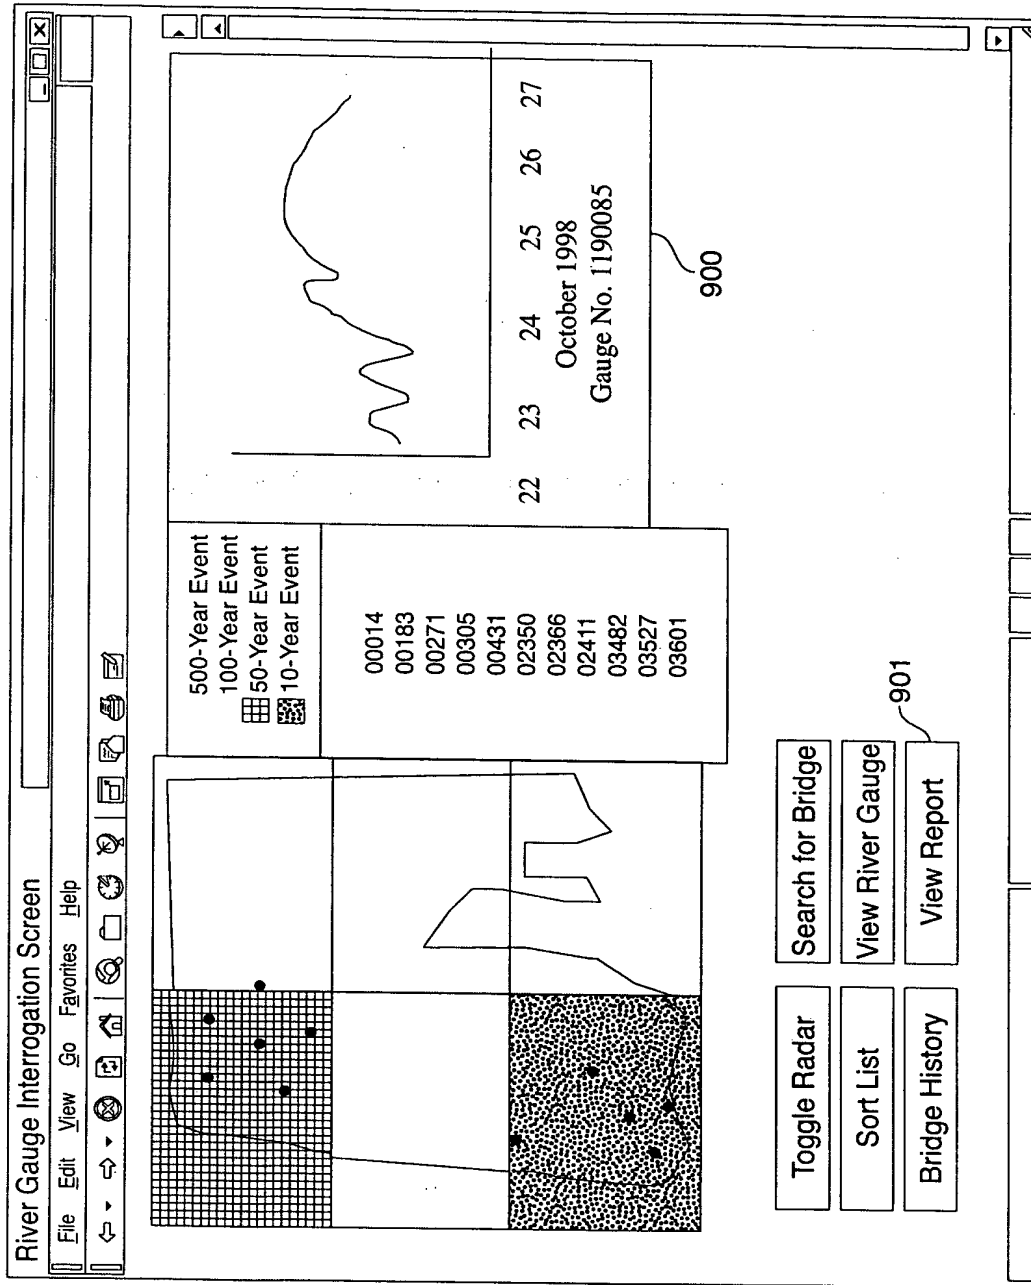 River Gauge Interrogation Screen
File Edit View Go Favorites Help
500-Year Event
100-Year Event
50-Year Event
10-Year Event
00014
00183
00271
00305
00431
02350
02366
02411
03482
03527
03601
22 23 24 25 26 27
October 1998
Gauge No. 1190085
900
Toggle Radar
Search for Bridge
Sort List
View River Gauge
Bridge History
View Report
901